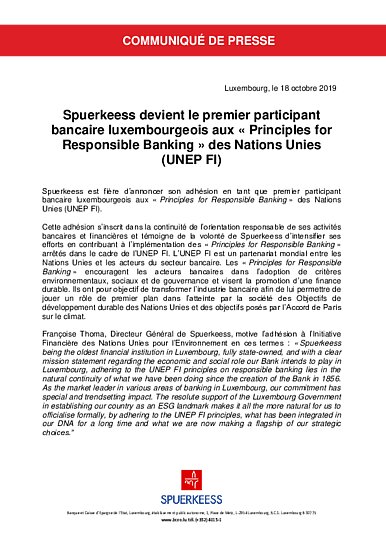 COMMUNIQUÉ DE PRESSE
Luxembourg, le 18 octobre 2019
Spuerkeess devient le premier participant
bancaire luxembourgeois aux « Principles for
Responsible Banking » des Nations Unies
(UNEP FI)
Spuerkeess est fière d'annoncer son adhésion en tant que premier participant
bancaire luxembourgeois aux « Principles for Responsible Banking » des Nations
Unies (UNEP FI).
Cette adhésion s'inscrit dans la continuité de l'orientation responsable de ses activités
bancaires et financières et témoigne de la volonté de Spuerkeess d'intensifier ses
efforts en contribuant à l'implémentation des « Principles for Responsible Banking »
arrêtés dans le cadre de l'UNEP FI. L'UNEP FI est un partenariat mondial entre les
Nations Unies et les acteurs du secteur bancaire. Les « Principles for Responsible
Banking » encouragent les acteurs bancaires dans l'adoption de critères
environnementaux, sociaux et de gouvernance et visent la promotion d'une finance
durable. Ils ont pour objectif de transformer l'industrie bancaire afin de lui permettre de
jouer un rôle de premier plan dans l'atteinte par la société des Objectifs de
développement durable des Nations Unies et des objectifs posés par l'Accord de Paris
sur le climat.
Françoise Thoma, Directeur Général de Spuerkeess, motive l'adhésion à l'Initiative
Financière des Nations Unies pour l'Environnement en ces termes : « Spuerkeess
being the oldest financial institution in Luxembourg, fully state-owned, and with a clear
mission statement regarding the economic and social role our Bank intends to play in
Luxembourg, adhering to the UNEP FI principles on responsible banking lies in the
natural continuity of what we have been doing since the creation of the Bank in 1856.
As the market leader in various areas of banking in Luxembourg, our commitment has
special and trendsetting impact. The resolute support of the Luxembourg Government
in establishing our country as an ESG landmark makes it all the more natural for us to
officialise formally, by adhering to the UNEP FI principles, what has been integrated in
our DNA for a long time and what we are now making a flagship of our strategic
choices."
SPUERKEESS
Banque et Caisse d'Epargne de l'Etat, Luxembourg, établissement public autonome, 1, Place de Metz, L-2954 Luxembourg, R.C.S. Luxembourg B 30775
www.bcee.lu tél. (+352) 4015-1